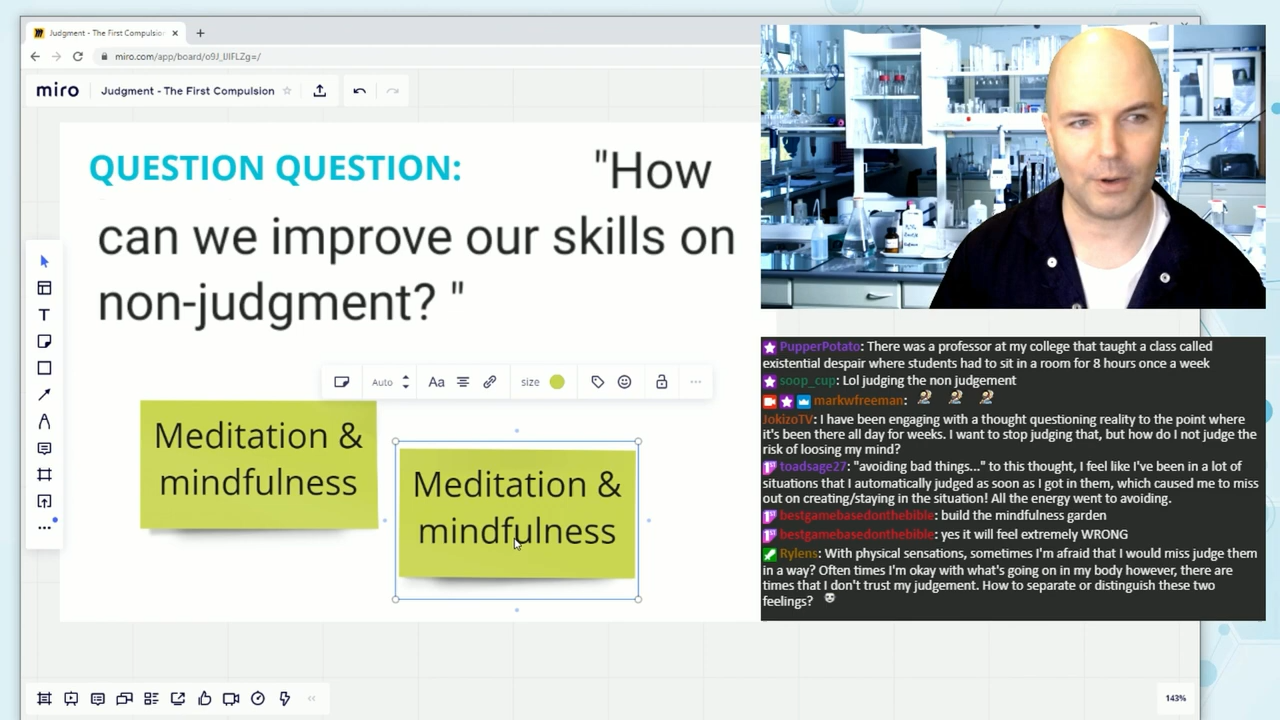 Judgment - The First Compulsion
miro.com/app/board/o9J_lJIFLZg=/
miro
Judgment - The First Compulsion
QUESTION QUESTION:
"How
can we improve our skills on
non-judgment? "
Auto
Aa
size
Meditation &
mindfulness
Meditation &
mindfulness
143%
PupperPotato: There was a professor at my college that taught a class called
existential despair where students had to sit in a room for 8 hours once a week
soop_cup: Lol judging the non judgement
markwfreeman:
JokizoTV: I have been engaging with a thought questioning reality to the point where
it's been there all day for weeks. I want to stop judging that, but how do I not judge the
risk of loosing my mind?
toadsage27: "avoiding bad things..." to this thought, I feel like I've been in a lot of
situations that I automatically judged as soon as I got in them, which caused me to miss
out on creating/staying in the situation! All the energy went to avoiding.
bestgamebasedonthebible: build the mindfulness garden
bestgamebasedonthebible: yes it will feel extremely WRONG
Rylens: With physical sensations, sometimes I'm afraid that I would miss judge them
in a way? Often times I'm okay with what's going on in my body however, there are
times that I don't trust my judgement. How to separate or distinguish these two
feelings?